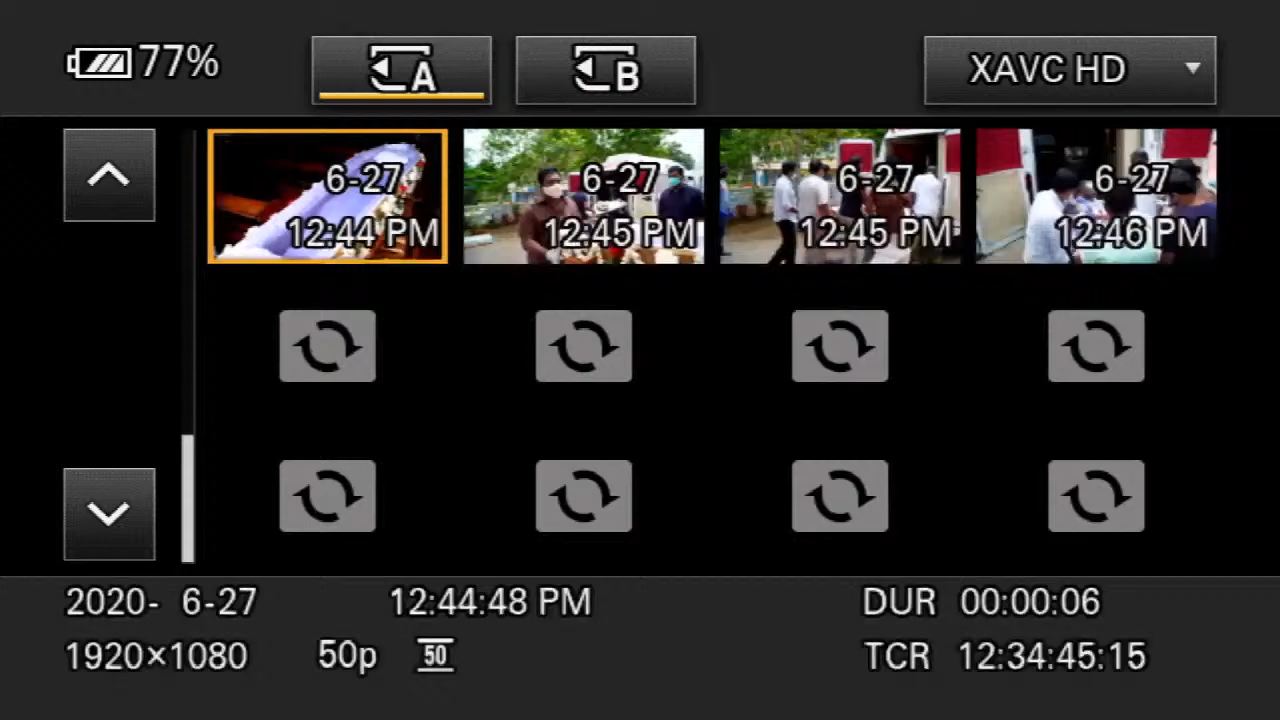 77% A B XAVC HD
6-27 6-27 6-27 6-27
12:44 PM 12:45 PM 12:45 PM 12:46 PM
2020- 6-27 12:44:48 PM DUR 00:00:06
1920×1080 50p 50 TCR 12:34:45:15